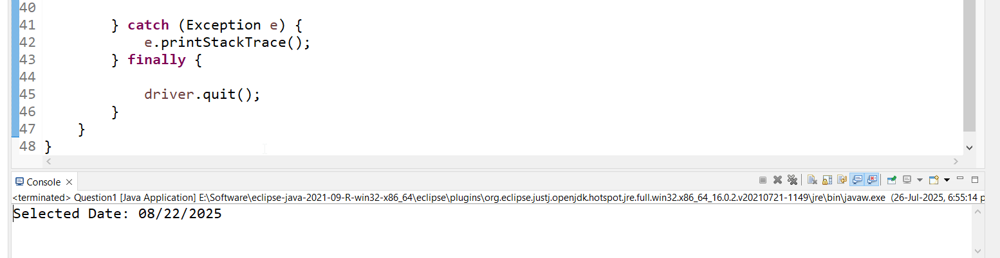 40
41 } catch (Exception e) {
42 e.printStackTrace();
43 } finally {
44
45 driver.quit();
46 }
47 }
48 }
Console
<terminated> Question1 [Java Application] E:\Software\eclipse-java-2021-09-R-win32-x86_64\eclipse\plugins\org.eclipse.justj.openjdk.hotspot.jre.full.win32.x86_64_16.0.2.v20210721-1149\jre\bin\javaw.exe (26-Jul-2025, 6:55:14 p
Selected Date: 08/22/2025